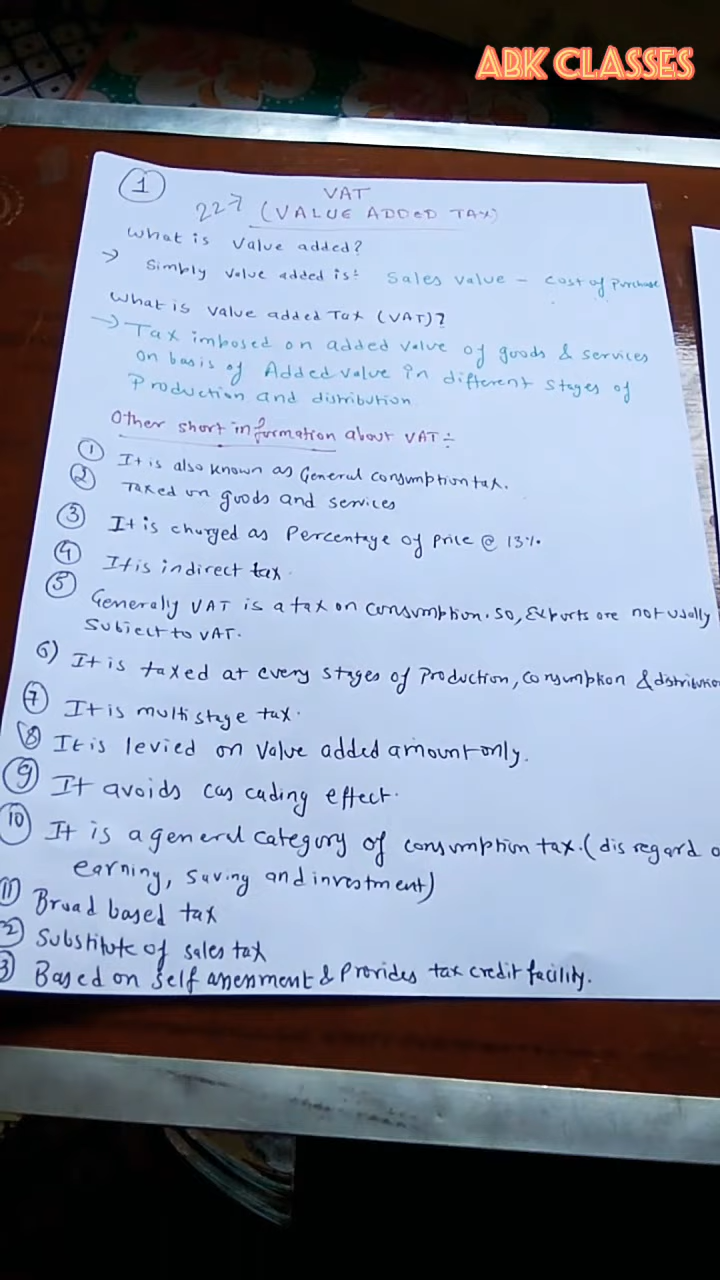 ABK CLASSES
1
VAT
227 (VALUE ADDED TAX)
What is Value added?
→ Simply value added is: Sales value - cost of purchase
What is value added Tax (VAT)?
→ Tax imposed on added value of goods & services
on basis of Added value in different stages of
Production and distribution
Other short information about VAT ÷
1 It is also known as General consumption tax.
2 Taxed on goods and services
3 It is charged as Percentage of price @ 13%.
4 It is indirect tax.
5 Generally VAT is a tax on consumption. so, Exports are not usally
subject to VAT.
6) It is taxed at every stages of Production, consumption & distribution
7 It is multistage tax.
8 It is levied on value added amount only.
9 It avoids cascading effect.
10 It is a general category of consumption tax. (disregard o
earning, saving and investment)
11 Broad based tax
2 Substitute of sales tax
3 Based on self assessment & Provides tax credit facility.